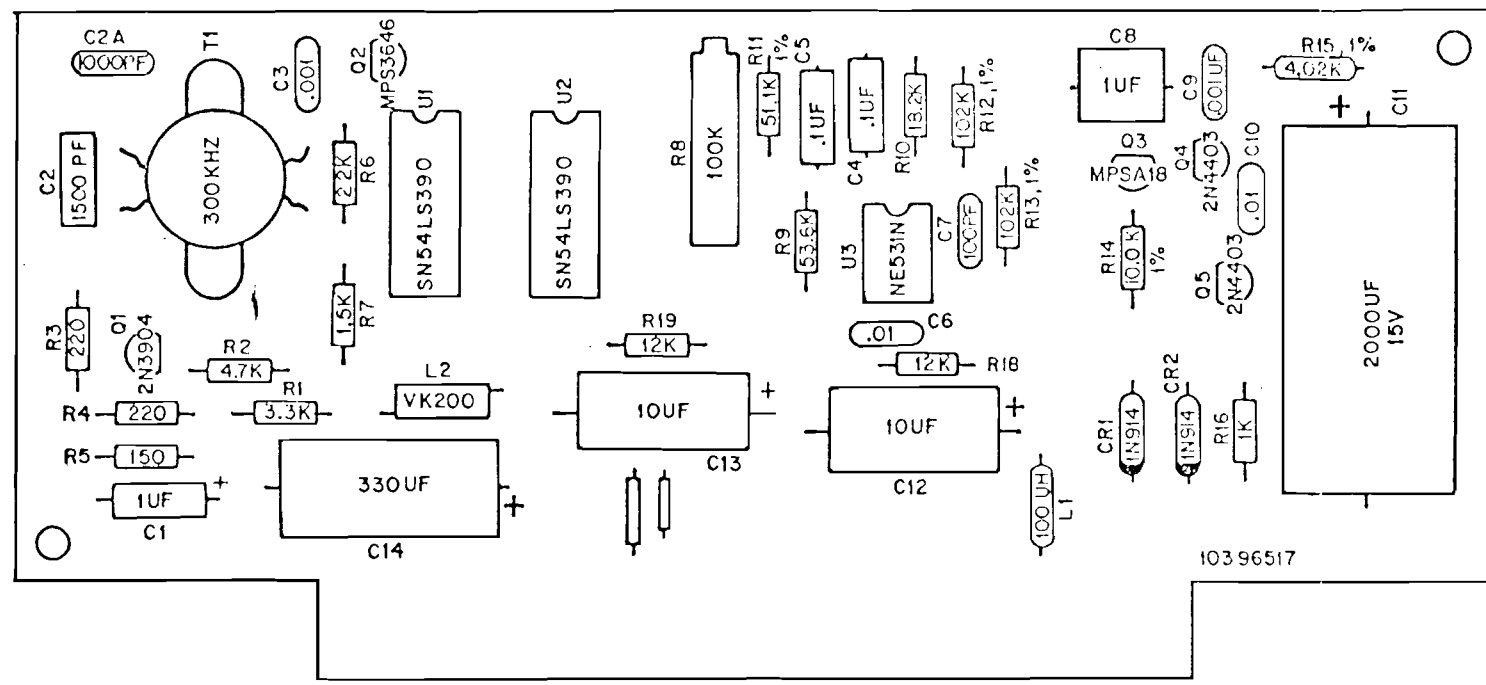 C2A
1000PF
T1
300KHZ
C3
.001
Q2
MPS3646
C2
1500 PF
2.2K
R6
U1
SN54LS390
U2
SN54LS390
R8
100K
R11
1%
51.1K
C5
.1UF
.1UF
C4
18.2K
R10
102K
R12, 1%
C8
1UF
C9
.001UF
R15, 1%
4.02K
C11
+
2000UF
15V
Q3
MPSA18
Q4
2N4403
C10
.01
R9
53.6K
U3
NE531N
C7
100PF
102K
R13, 1%
R14
10.0K
1%
Q5
2N4403
R3
220
Q1
2N3904
1.5K
R7
R2
4.7K
R1
3.3K
R4
220
R5
150
1UF
+
C1
L2
VK200
330UF
+
C14
R19
12K
10UF
+
C13
.01
C6
12K
R18
10UF
+
C12
100 UH
L1
CR1
1N914
CR2
1N914
R16
1K
10396517